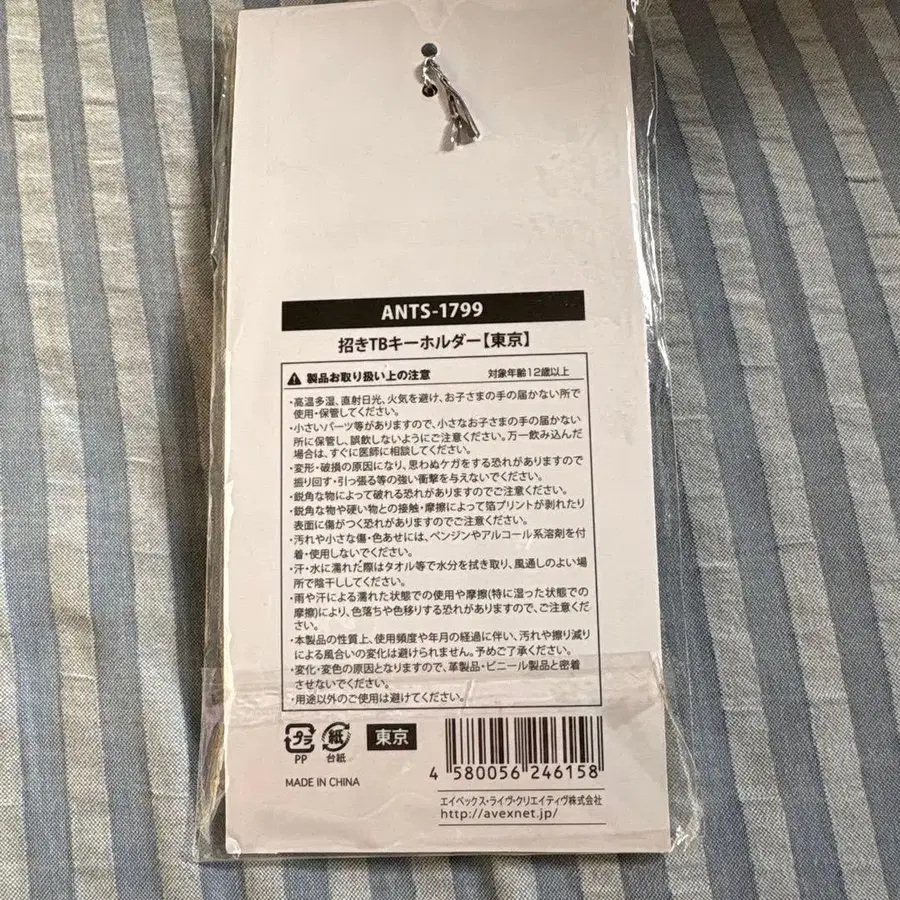 ANTS-1799
招きTBキーホルダー【東京】
製品お取り扱い上の注意 対象年齢12歳以上
・高温多湿、直射日光、火気を避け、お子さまの手の届かない所で
使用・保管してください。
・小さいパーツ等がありますので、小さなお子さまの手の届かない
所に保管し、誤飲しないようにご注意ください。万一飲み込んだ
場合は、すぐに医師に相談してください。
・変形・破損の原因になり、思わぬケガをする恐れがありますので
振り回す・引っ張る等の強い衝撃を与えないでください。
・鋭角な物によって破れる恐れがありますのでご注意ください。
・鋭角な物や硬い物との接触・摩擦によって箔プリントが剥れたり
表面に傷がつく恐れがありますのでご注意ください。
・汚れや小さな傷・色あせには、ベンジンやアルコール系溶剤を付
着・使用しないでください。
・汗・水に濡れた際はタオル等で水分を拭き取り、風通しのよい場
所で陰干ししてください。
・雨や汗による濡れた状態での使用や摩擦(特に湿った状態での
摩擦)により、色落ちや色移りする恐れがありますので、ご注意くだ
さい。
・本製品の性質上、使用頻度や年月の経過に伴い、汚れや擦り減り
による風合いの変化は避けられません。予めご了承ください。
・変化・変色の原因となりますので、革製品・ビニール製品と密着
させないでください。
・用途以外のご使用は避けてください。
プラ 紙 東京
PP 台紙
MADE IN CHINA
4 580056 246158
エイベックス・ライヴ・クリエイティヴ株式会社
http://avexnet.jp/